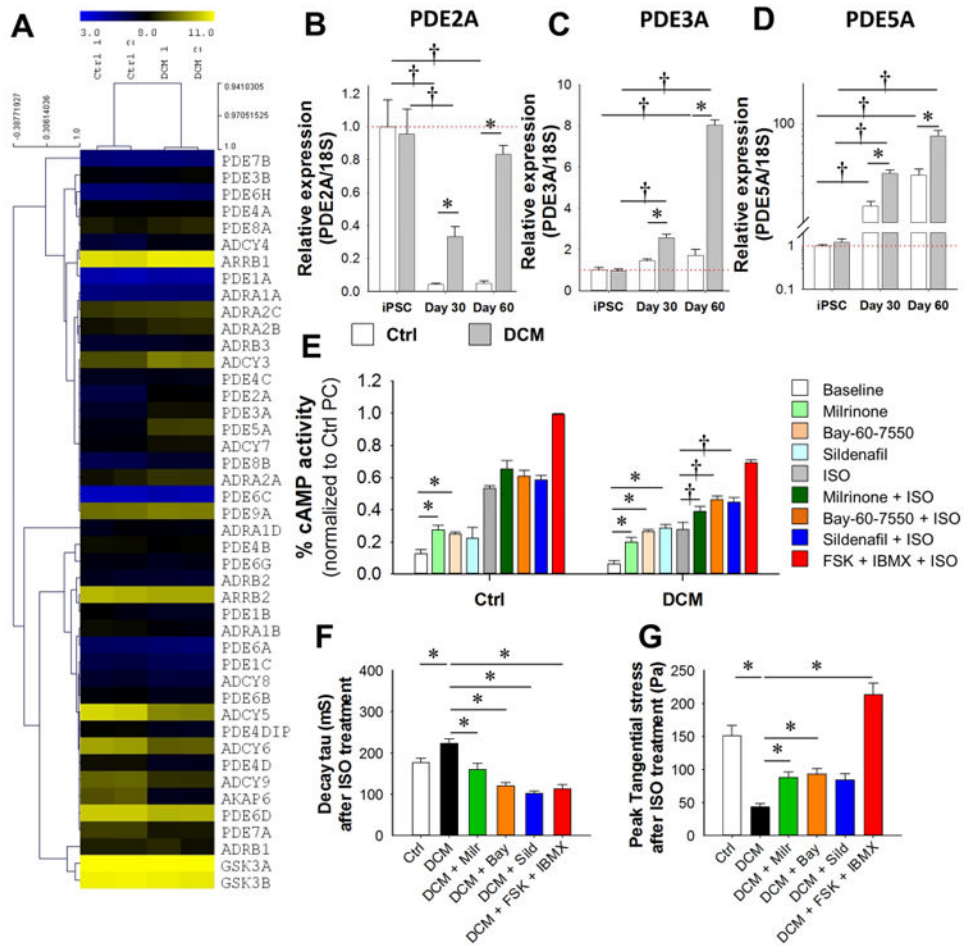 A
3.0 8.0 11.0
Ctrl 1
Ctrl 2
DCM 1
DCM 2
0.9410305
0.97051525
1.0
-0.38771927
0.30614036
1.0
PDE7B
PDE3B
PDE6H
PDE4A
PDE8A
ADCY4
ARRB1
PDE1A
ADRA1A
ADRA2C
ADRA2B
ADRB3
ADCY3
PDE4C
PDE2A
PDE3A
PDE5A
ADCY7
PDE8B
ADRA2A
PDE6C
PDE9A
ADRA1D
PDE4B
PDE6G
ADRB2
ARRB2
PDE1B
ADRA1B
PDE6A
PDE1C
ADCY8
PDE6B
ADCY5
PDE4DIP
ADCY6
PDE4D
ADCY9
AKAP6
PDE6D
PDE7A
ADRB1
GSK3A
GSK3B
B
PDE2A
Relative expression
(PDE2A/18S)
1.2
1.0
0.8
0.6
0.4
0.2
0.0
† † † * *
iPSC Day 30 Day 60
C
PDE3A
Relative expression
(PDE3A/18S)
10
8
6
4
2
0
† † † * *
iPSC Day 30 Day 60
D
PDE5A
Relative expression
(PDE5A/18S)
100
1
0.1
† † † † * *
iPSC Day 30 Day 60
Ctrl DCM
E
% cAMP activity
(normalized to Ctrl PC)
1.2
1.0
0.8
0.6
0.4
0.2
0.0
* *
* * * † † †
Ctrl DCM
Baseline
Milrinone
Bay-60-7550
Sildenafil
ISO
Milrinone + ISO
Bay-60-7550 + ISO
Sildenafil + ISO
FSK + IBMX + ISO
F
Decay tau (mS)
after ISO treatment
400
300
200
100
0
* * * * *
Ctrl
DCM
DCM + Milr
DCM + Bay
DCM + Sild
DCM + FSK + IBMX
G
Peak Tangential stress
after ISO treatment (Pa)
250
200
150
100
50
0
* * * *
Ctrl
DCM
DCM + Milr
DCM + Bay
DCM + Sild
DCM + FSK + IBMX